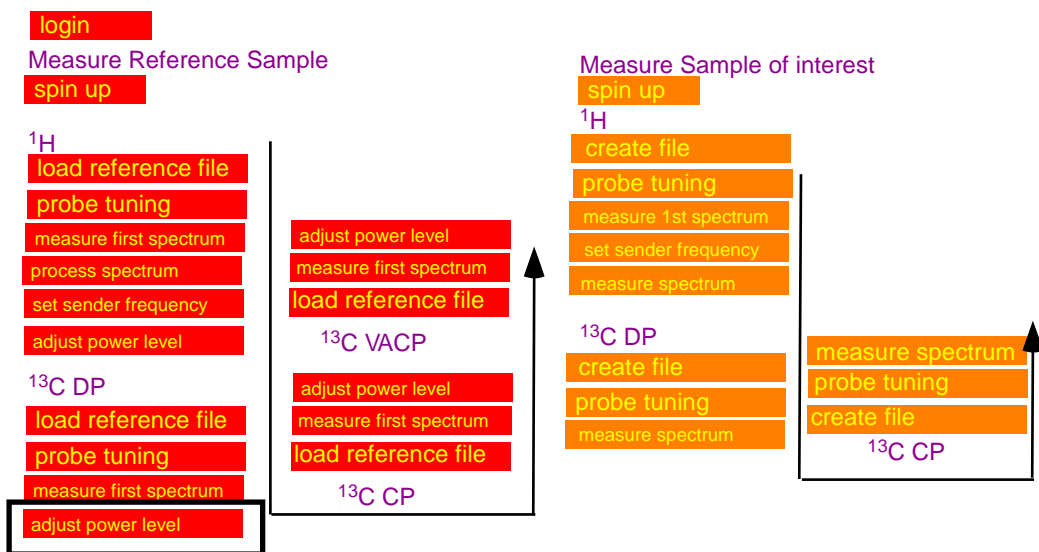 login
Measure Reference Sample
spin up
¹H
load reference file
probe tuning
measure first spectrum
process spectrum
set sender frequency
adjust power level
¹³C DP
load reference file
probe tuning
measure first spectrum
adjust power level
adjust power level
measure first spectrum
load reference file
¹³C VACP
adjust power level
measure first spectrum
load reference file
¹³C CP
Measure Sample of interest
spin up
¹H
create file
probe tuning
measure 1st spectrum
set sender frequency
measure spectrum
¹³C DP
create file
probe tuning
measure spectrum
measure spectrum
probe tuning
create file
¹³C CP